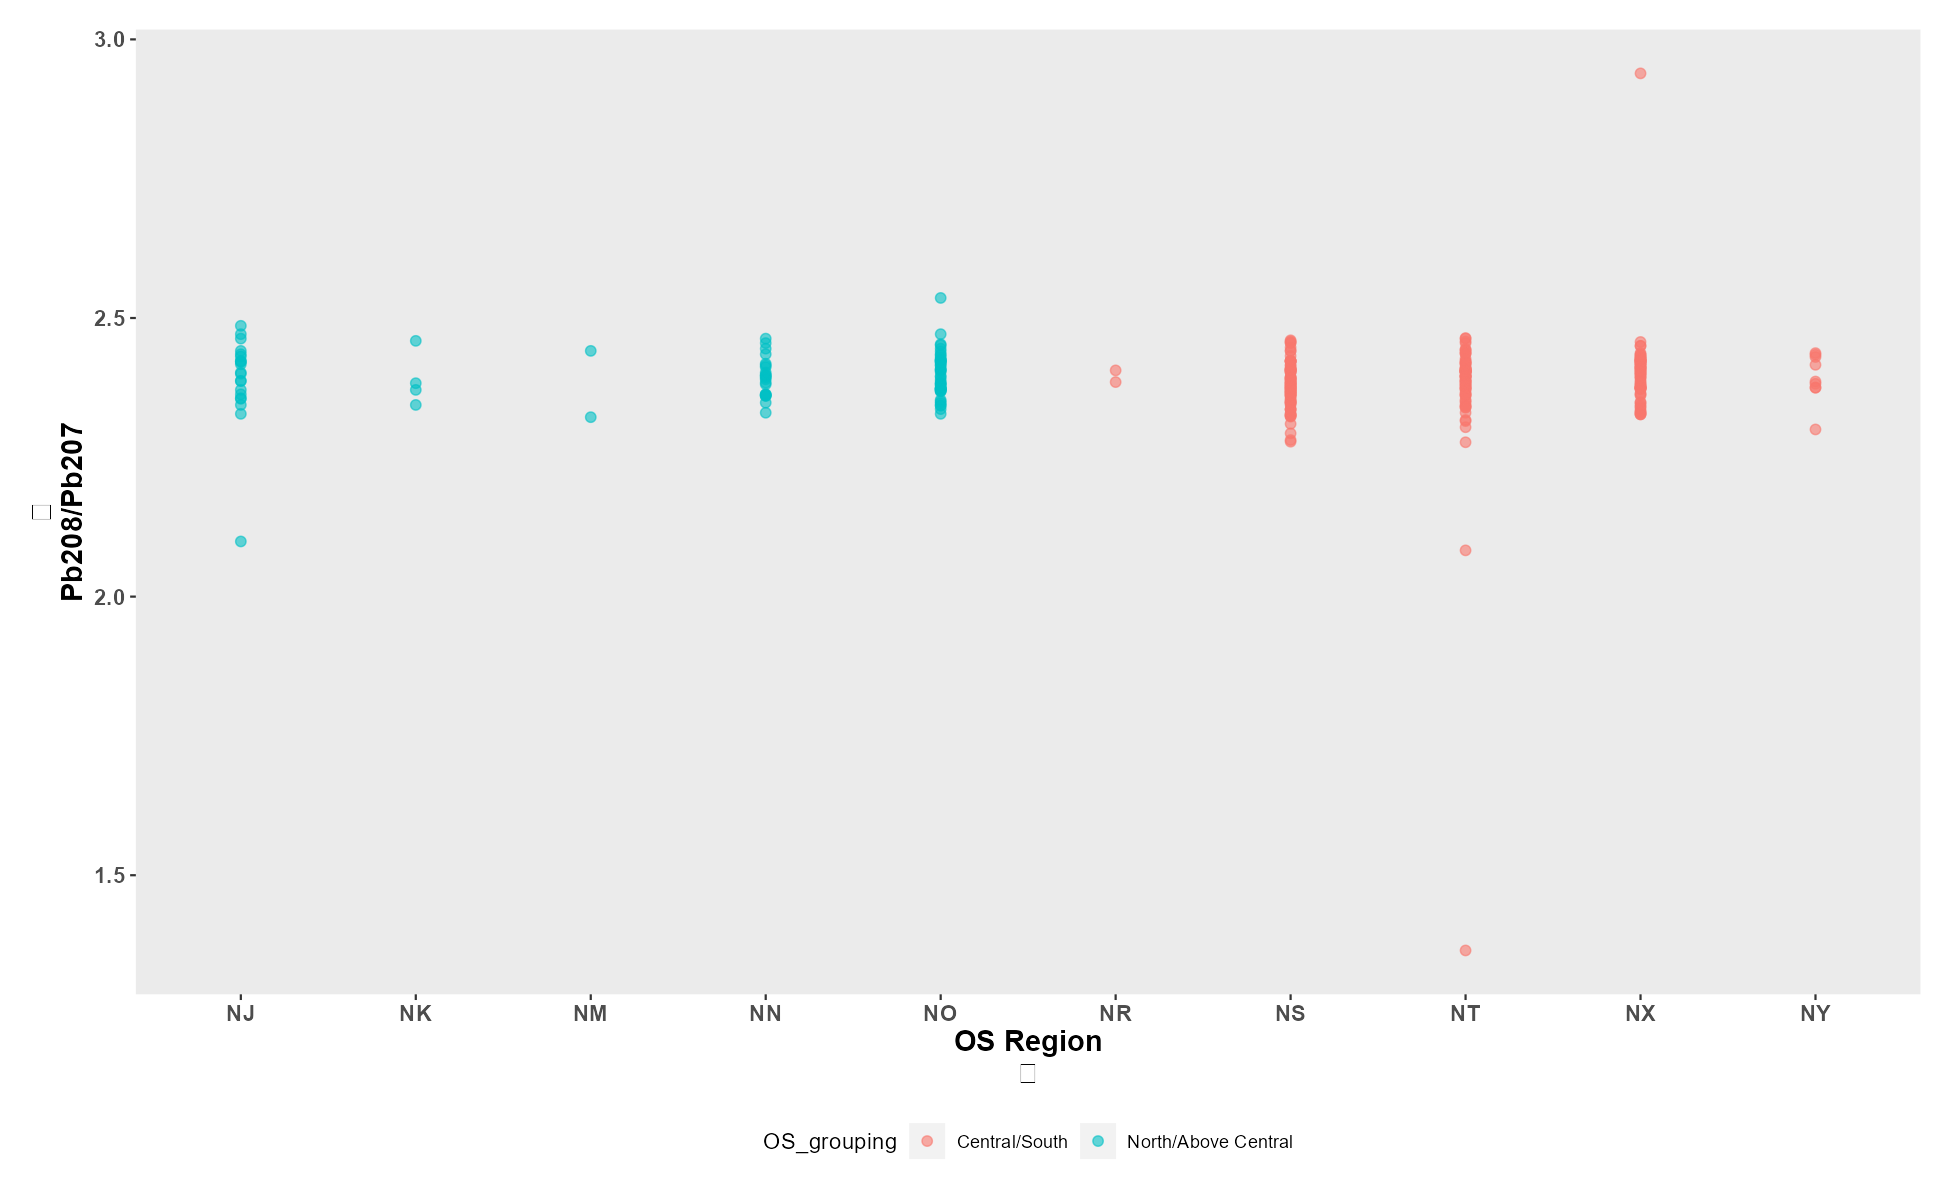 3.0
2.5
2.0
1.5
Pb208/Pb207
NJ NK NM NN NO NR NS NT NX NY
OS Region
OS_grouping Central/South North/Above Central